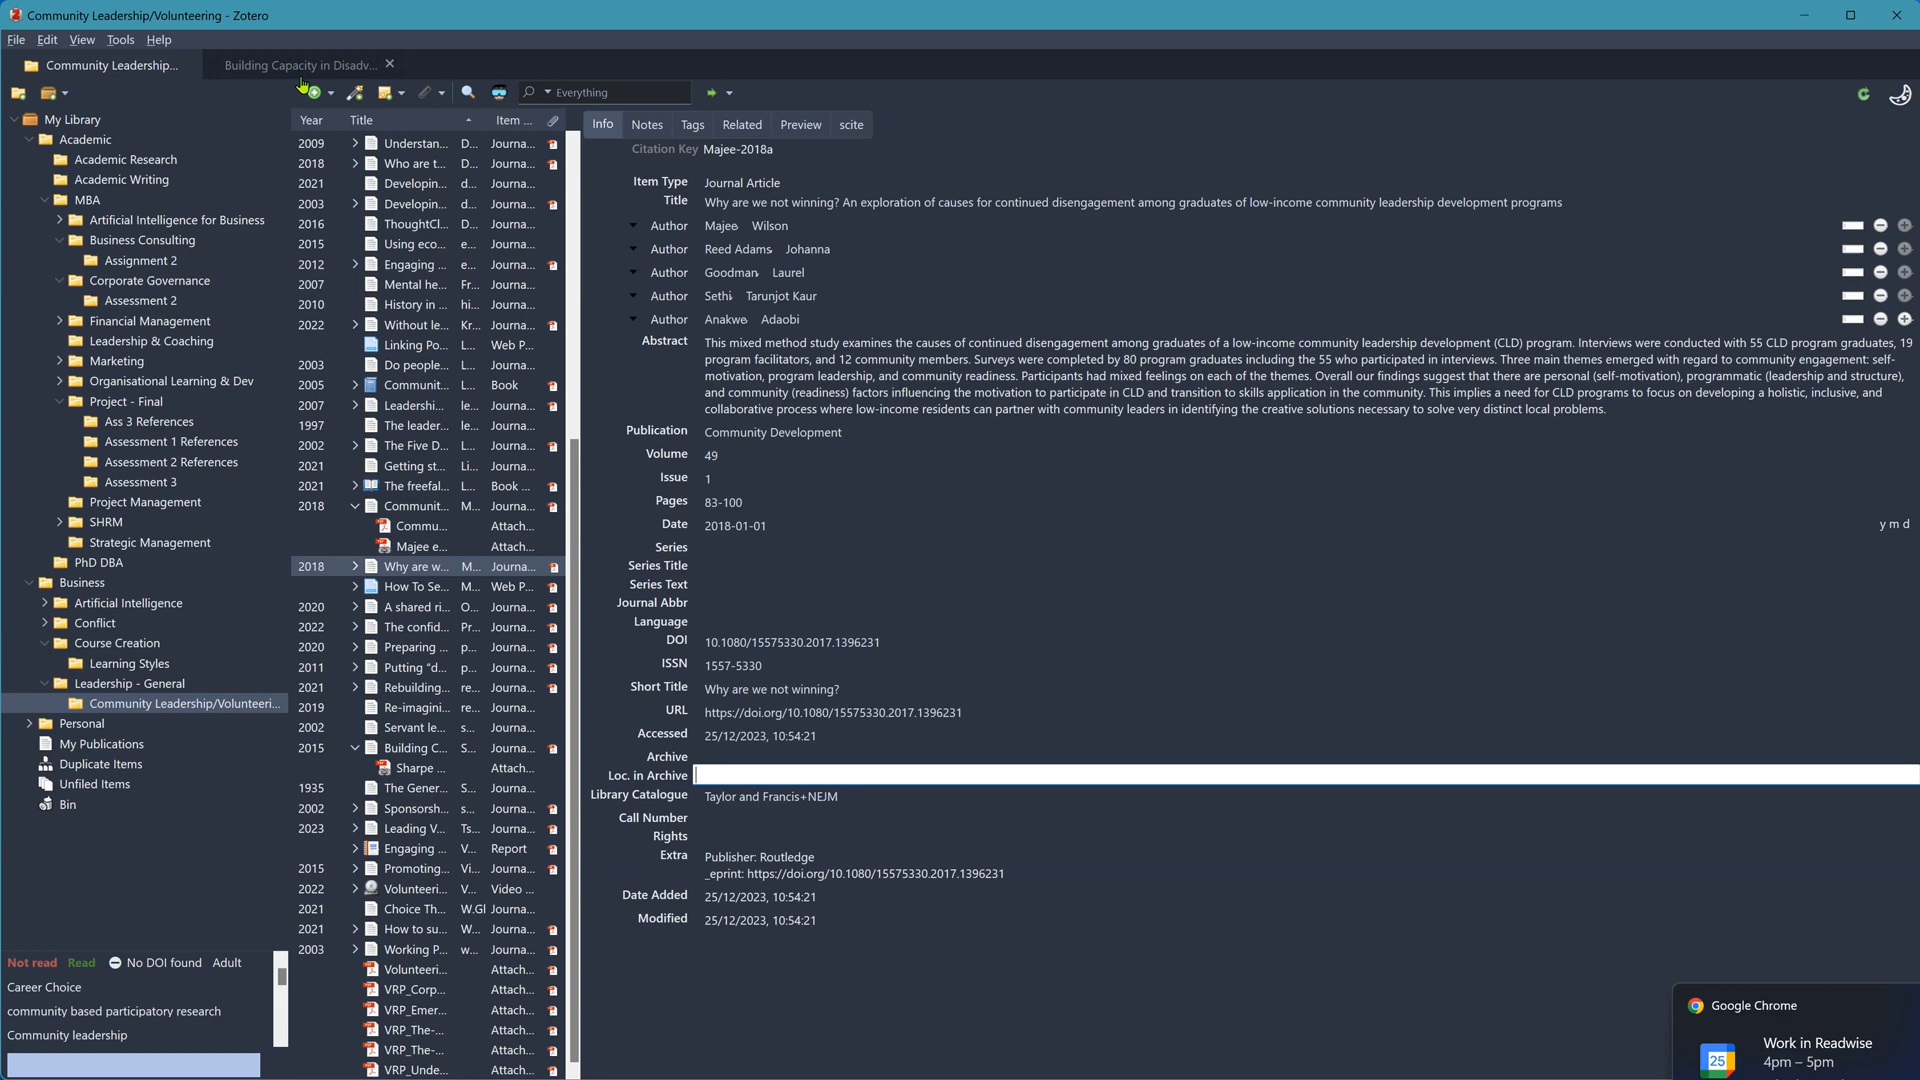 Community Leadership/Volunteering - Zotero
File Edit View Tools Help
Community Leadership...
Building Capacity in Disadv...
Everything
My Library
Academic
Academic Research
Academic Writing
MBA
Artificial Intelligence for Business
Business Consulting
Assignment 2
Corporate Governance
Assessment 2
Financial Management
Leadership & Coaching
Marketing
Organisational Learning & Dev
Project - Final
Ass 3 References
Assessment 1 References
Assessment 2 References
Assessment 3
Project Management
SHRM
Strategic Management
PhD DBA
Business
Artificial Intelligence
Conflict
Course Creation
Learning Styles
Leadership - General
Community Leadership/Volunteeri...
Personal
My Publications
Duplicate Items
Unfiled Items
Bin
Not read Read No DOI found Adult
Career Choice
community based participatory research
Community leadership
Year Title Item ...
2009 Understan... D... Journa...
2018 Who are t... D... Journa...
2021 Developin... d... Journa...
2003 Developin... d... Journa...
2016 ThoughtCl... D... Journa...
2015 Using eco... e... Journa...
2012 Engaging ... e... Journa...
2007 Mental he... Fr... Journa...
2010 History in ... hi... Journa...
2022 Without le... Kr... Journa...
Linking Po... L... Web P...
2003 Do people... L... Journa...
2005 Communit... L... Book
2007 Leadershi... le... Journa...
1997 The leader... le... Journa...
2002 The Five D... L... Journa...
2021 Getting st... Li... Journa...
2021 The freefal... L... Book ...
2018 Communit... M... Journa...
Commu... Attach...
Majee e... Attach...
2018 Why are w... M... Journa...
How To Se... M... Web P...
2020 A shared ri... O... Journa...
2022 The confid... Pr... Journa...
2020 Preparing ... p... Journa...
2011 Putting "d... p... Journa...
2021 Rebuilding... re... Journa...
2019 Re-imagini... re... Journa...
2002 Servant le... s... Journa...
2015 Building C... S... Journa...
Sharpe ... Attach...
1935 The Gener... S... Journa...
2002 Sponsorsh... s... Journa...
2023 Leading V... Ts... Journa...
Engaging ... V... Report
2015 Promoting... Vi... Journa...
2022 Volunteeri... V... Video ...
2021 Choice Th... W.Gl Journa...
2021 How to su... W... Journa...
2003 Working P... w... Journa...
Volunteeri... Attach...
VRP_Corp... Attach...
VRP_Emer... Attach...
VRP_The-... Attach...
VRP_The-... Attach...
VRP_Unde... Attach...
Info Notes Tags Related Preview scite
Citation Key Majee-2018a
Item Type Journal Article
Title Why are we not winning? An exploration of causes for continued disengagement among graduates of low-income community leadership development programs
Author Majee Wilson
Author Reed Adams Johanna
Author Goodman Laurel
Author Sethi Tarunjot Kaur
Author Anakwe Adaobi
Abstract This mixed method study examines the causes of continued disengagement among graduates of a low-income community leadership development (CLD) program. Interviews were conducted with 55 CLD program graduates, 19
program facilitators, and 12 community members. Surveys were completed by 80 program graduates including the 55 who participated in interviews. Three main themes emerged with regard to community engagement: self-
motivation, program leadership, and community readiness. Participants had mixed feelings on each of the themes. Overall our findings suggest that there are personal (self-motivation), programmatic (leadership and structure),
and community (readiness) factors influencing the motivation to participate in CLD and transition to skills application in the community. This implies a need for CLD programs to focus on developing a holistic, inclusive, and
collaborative process where low-income residents can partner with community leaders in identifying the creative solutions necessary to solve very distinct local problems.
Publication Community Development
Volume 49
Issue 1
Pages 83-100
Date 2018-01-01 y m d
Series
Series Title
Series Text
Journal Abbr
Language
DOI 10.1080/15575330.2017.1396231
ISSN 1557-5330
Short Title Why are we not winning?
URL https://doi.org/10.1080/15575330.2017.1396231
Accessed 25/12/2023, 10:54:21
Archive
Loc. in Archive
Library Catalogue Taylor and Francis+NEJM
Call Number
Rights
Extra Publisher: Routledge
_eprint: https://doi.org/10.1080/15575330.2017.1396231
Date Added 25/12/2023, 10:54:21
Modified 25/12/2023, 10:54:21
Google Chrome
25
Work in Readwise
4pm – 5pm